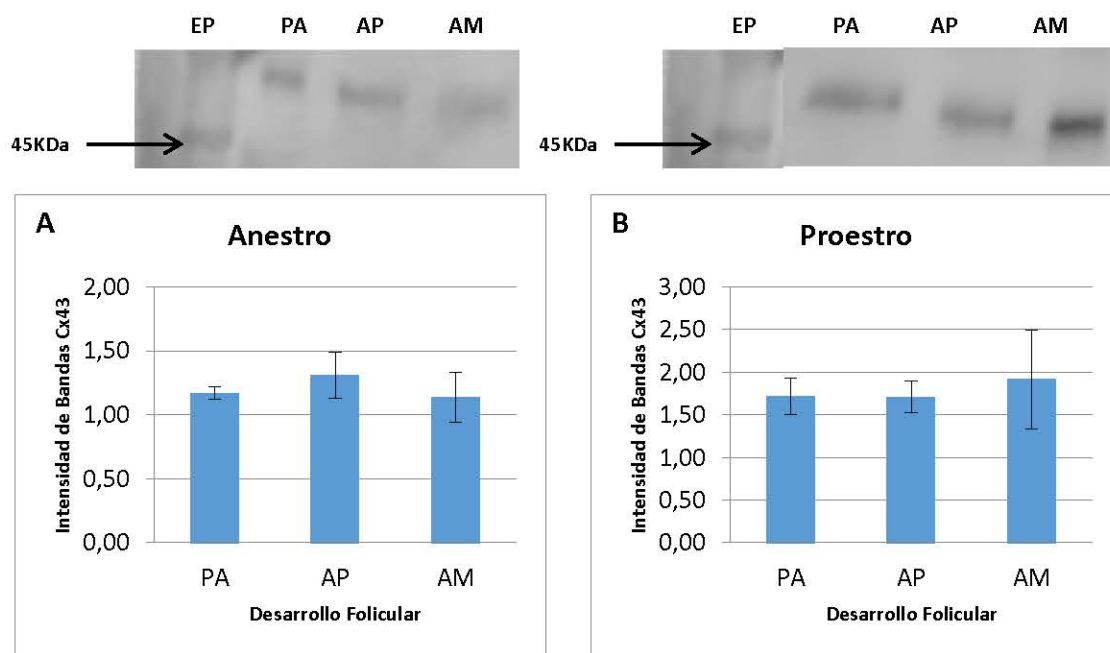 EP PA AP AM
45KDa
EP PA AP AM
45KDa
A
Anestro
Intensidad de Bandas Cx43
2,00
1,50
1,00
0,50
0,00
PA AP AM
Desarrollo Folicular
B
Proestro
Intensidad de Bandas Cx43
3,00
2,50
2,00
1,50
1,00
0,50
0,00
PA AP AM
Desarrollo Folicular